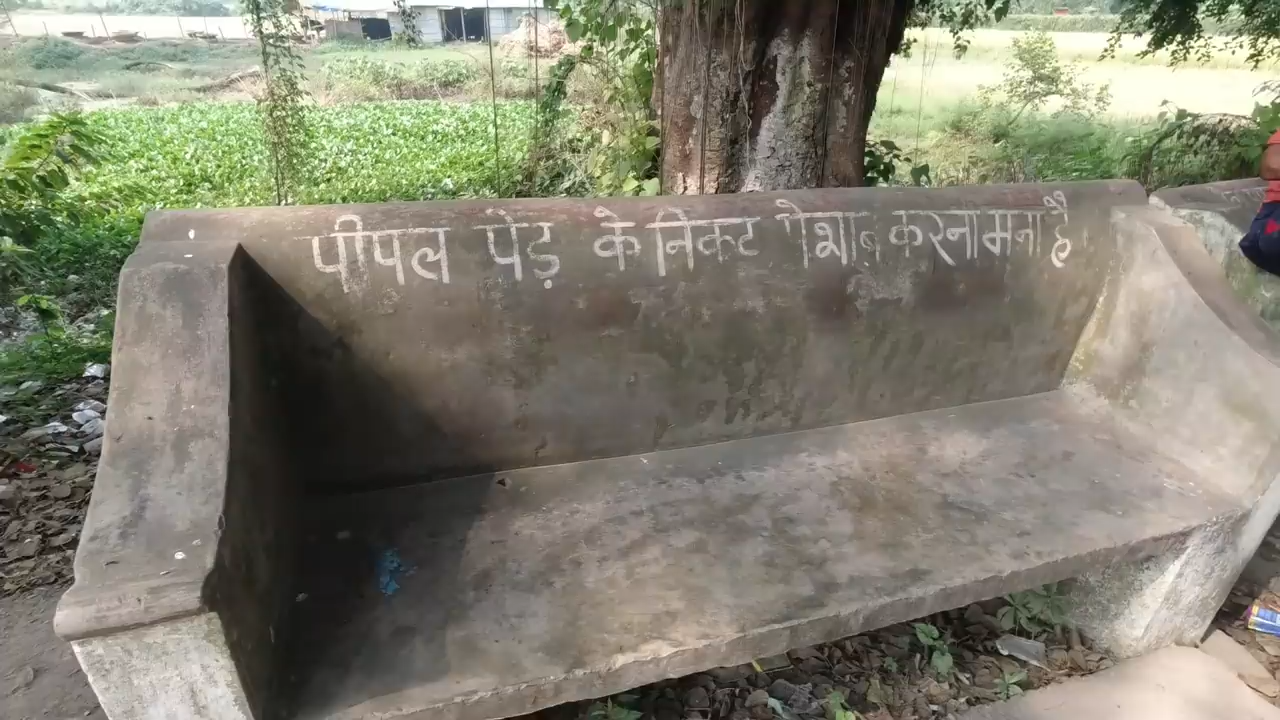 पीपल पेड़ के निकट पेशाब करना मना है